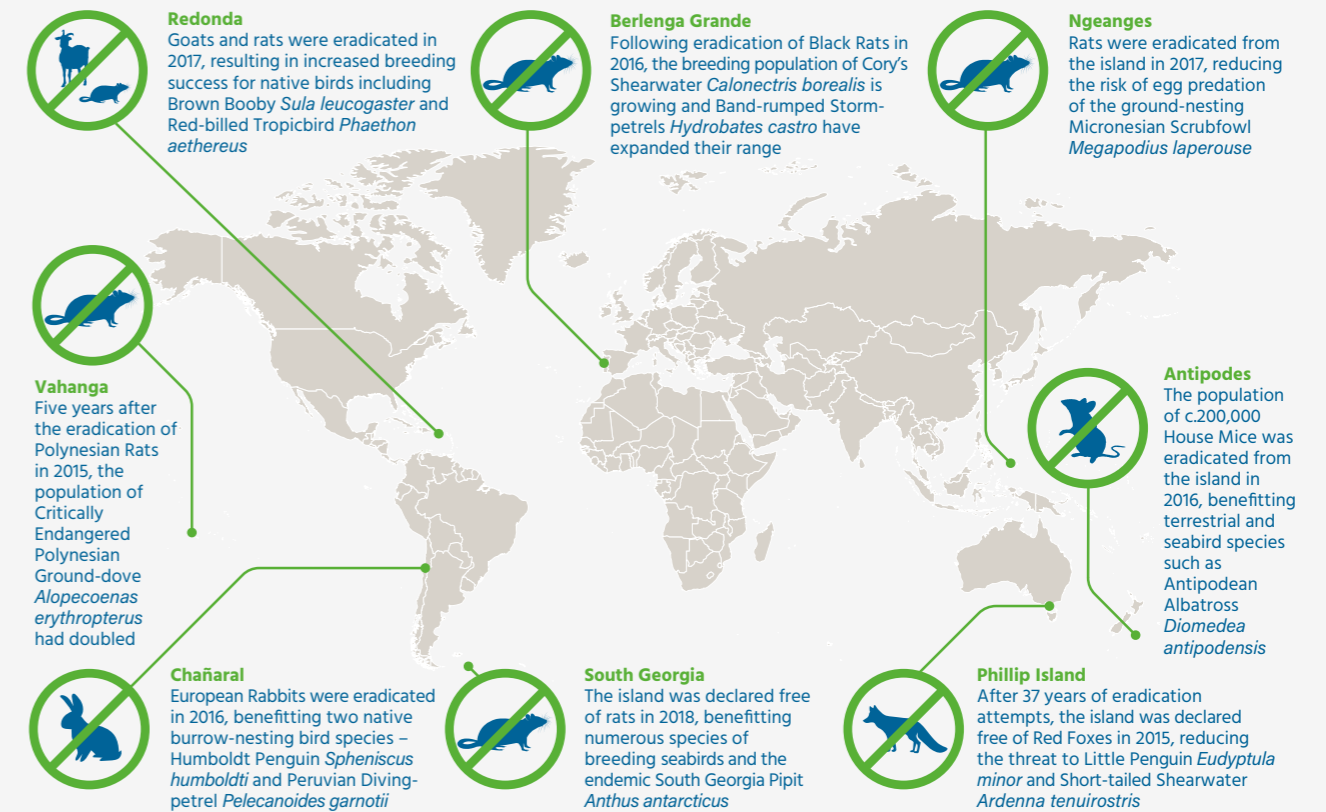 Redonda
Goats and rats were eradicated in
2017, resulting in increased breeding
success for native birds including
Brown Booby Sula leucogaster and
Red-billed Tropicbird Phaethon
aethereus
Berlenga Grande
Following eradication of Black Rats in
2016, the breeding population of Cory's
Shearwater Calonectris borealis is
growing and Band-rumped Storm-
petrels Hydrobates castro have
expanded their range
Ngeanges
Rats were eradicated from
the island in 2017, reducing
the risk of egg predation
of the ground-nesting
Micronesian Scrubfowl
Megapodius laperouse
Vahanga
Five years after
the eradication of
Polynesian Rats
in 2015, the
population of
Critically
Endangered
Polynesian
Ground-dove
Alopecoenas
erythropterus
had doubled
Antipodes
The population
of c.200,000
House Mice was
eradicated from
the island in
2016, benefitting
terrestrial and
seabird species
such as
Antipodean
Albatross
Diomedea
antipodensis
Chañaral
European Rabbits were eradicated
in 2016, benefitting two native
burrow-nesting bird species –
Humboldt Penguin Spheniscus
humboldti and Peruvian Diving-
petrel Pelecanoides garnotii
South Georgia
The island was declared free
of rats in 2018, benefitting
numerous species of
breeding seabirds and the
endemic South Georgia Pipit
Anthus antarcticus
Phillip Island
After 37 years of eradication
attempts, the island was declared
free of Red Foxes in 2015, reducing
the threat to Little Penguin Eudyptula
minor and Short-tailed Shearwater
Ardenna tenuirostris